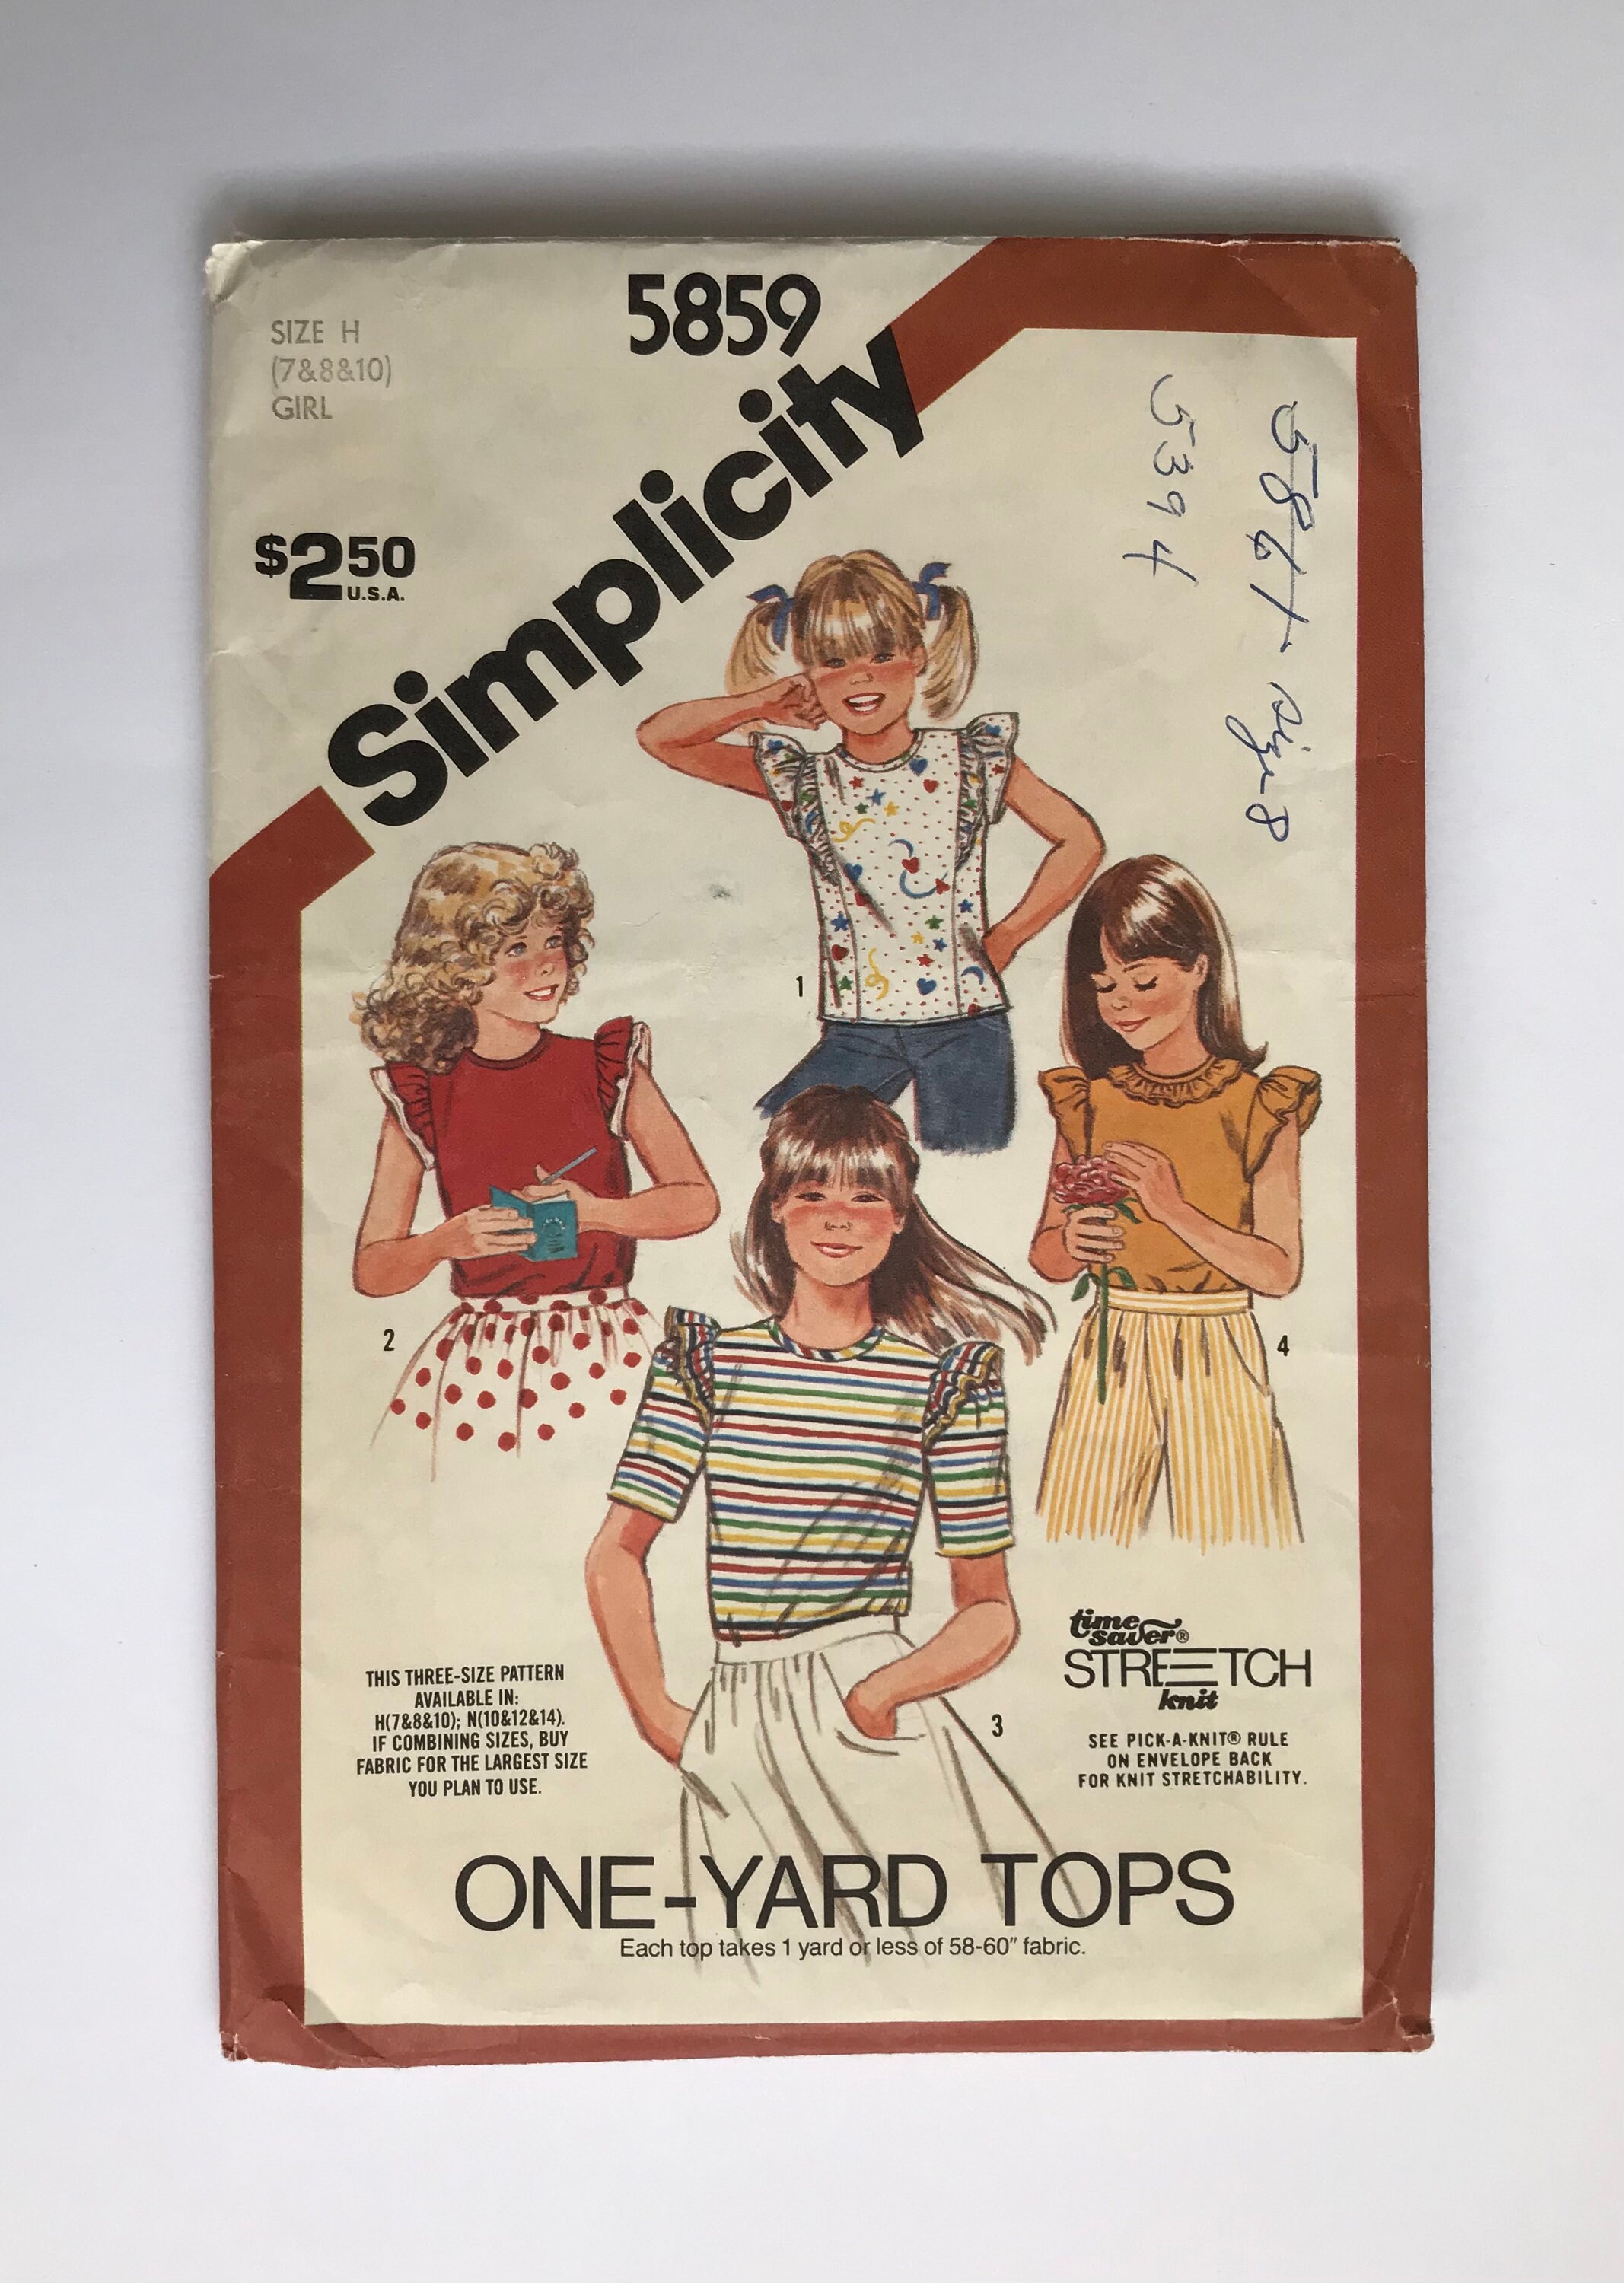 5859
SIZE H
(7&8&10)
GIRL
Simplicity
$2.50
U.S.A.
5394
size 8
1
2
3
4
time
saver®
STRETCH
knit
SEE PICK-A-KNIT® RULE
ON ENVELOPE BACK
FOR KNIT STRETCHABILITY.
THIS THREE-SIZE PATTERN
AVAILABLE IN:
H(7&8&10); N(10&12&14).
IF COMBINING SIZES, BUY
FABRIC FOR THE LARGEST SIZE
YOU PLAN TO USE.
ONE-YARD TOPS
Each top takes 1 yard or less of 58-60" fabric.